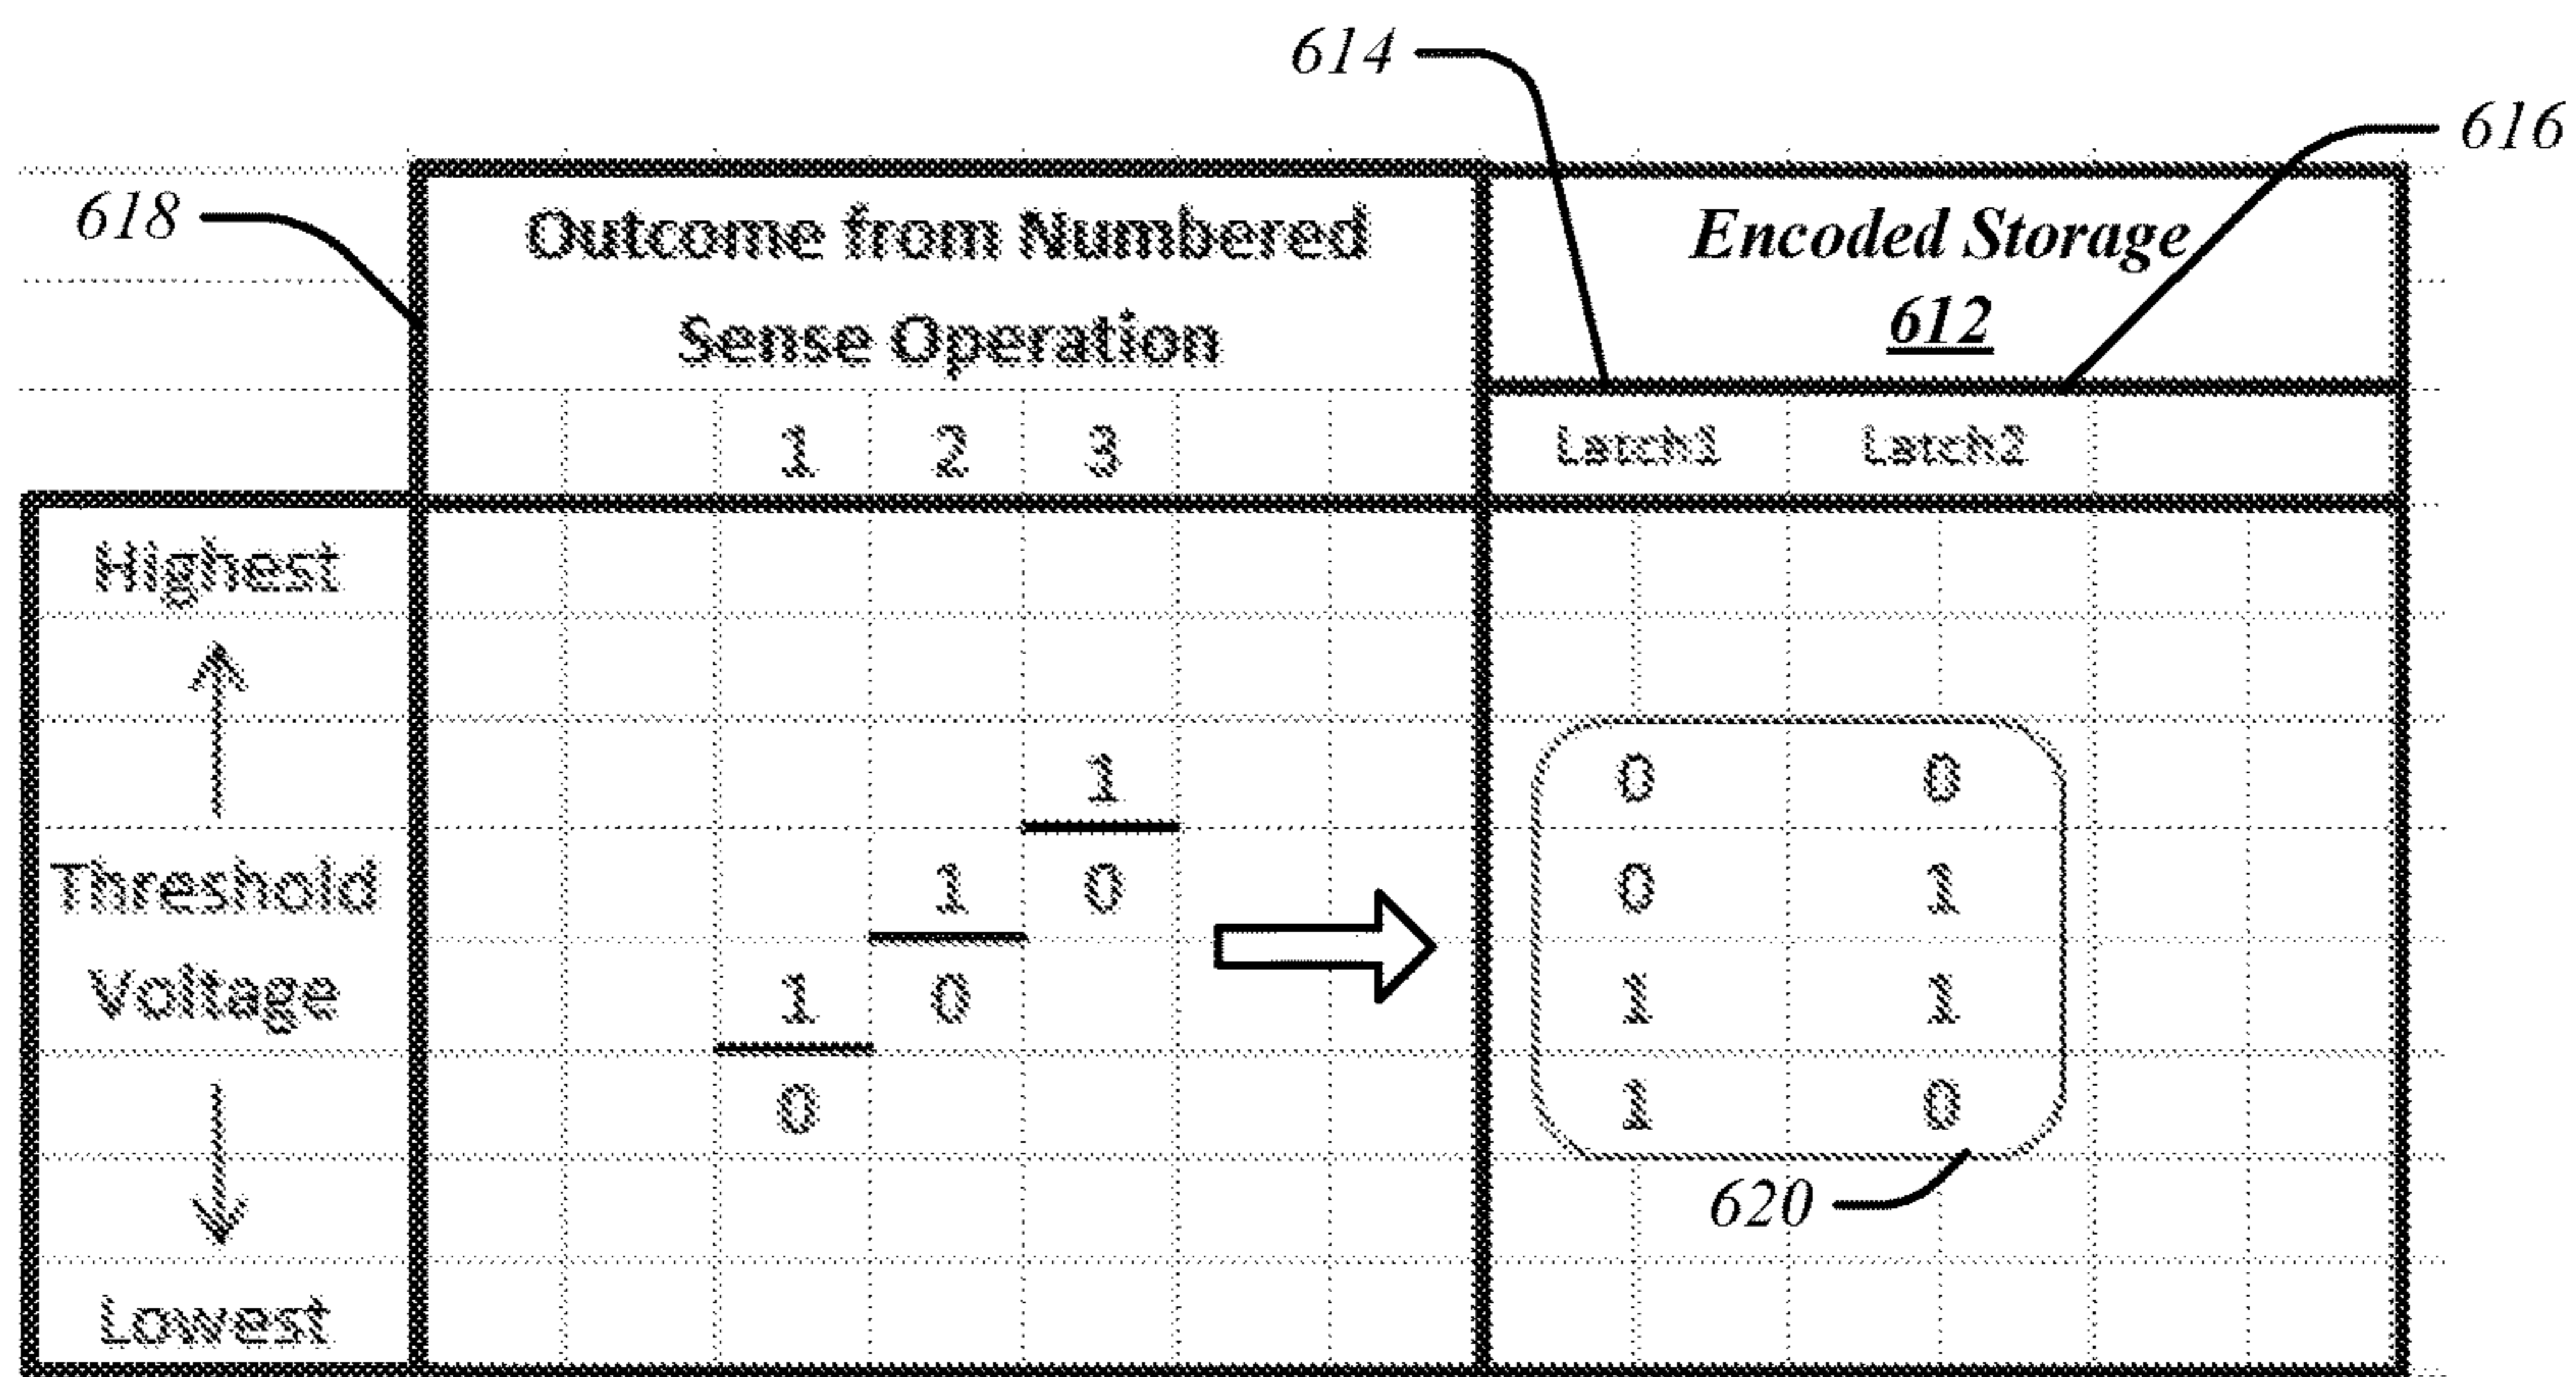 614
616
618
Outcome from Numbered
Sense Operation
Encoded Storage
612
1 2 3
Latch1 Latch2
Highest
1 0 0
Threshold 1 0 0 1
Voltage 1 0 1 1
0 1 0
620
Lowest